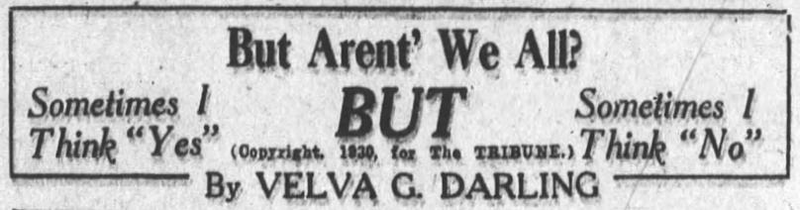 But Arent' We All?
Sometimes I
Think "Yes"
BUT
(Copyright, 1930, for The TRIBUNE.)
Sometimes I
Think "No"
By VELVA G. DARLING